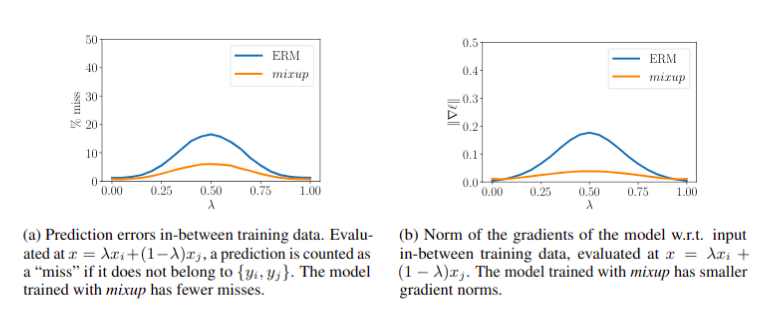 50
40
30
20
10
0
% miss
0.00 0.25 0.50 0.75 1.00
λ
ERM
mixup
0.5
0.4
0.3
0.2
0.1
0.0
‖∇ℓ‖
0.00 0.25 0.50 0.75 1.00
λ
ERM
mixup
(a) Prediction errors in-between training data. Evalu-
ated at x = λxᵢ+(1−λ)xⱼ, a prediction is counted as
a “miss” if it does not belong to {yᵢ, yⱼ}. The model
trained with mixup has fewer misses.
(b) Norm of the gradients of the model w.r.t. input
in-between training data, evaluated at x = λxᵢ +
(1 − λ)xⱼ. The model trained with mixup has smaller
gradient norms.